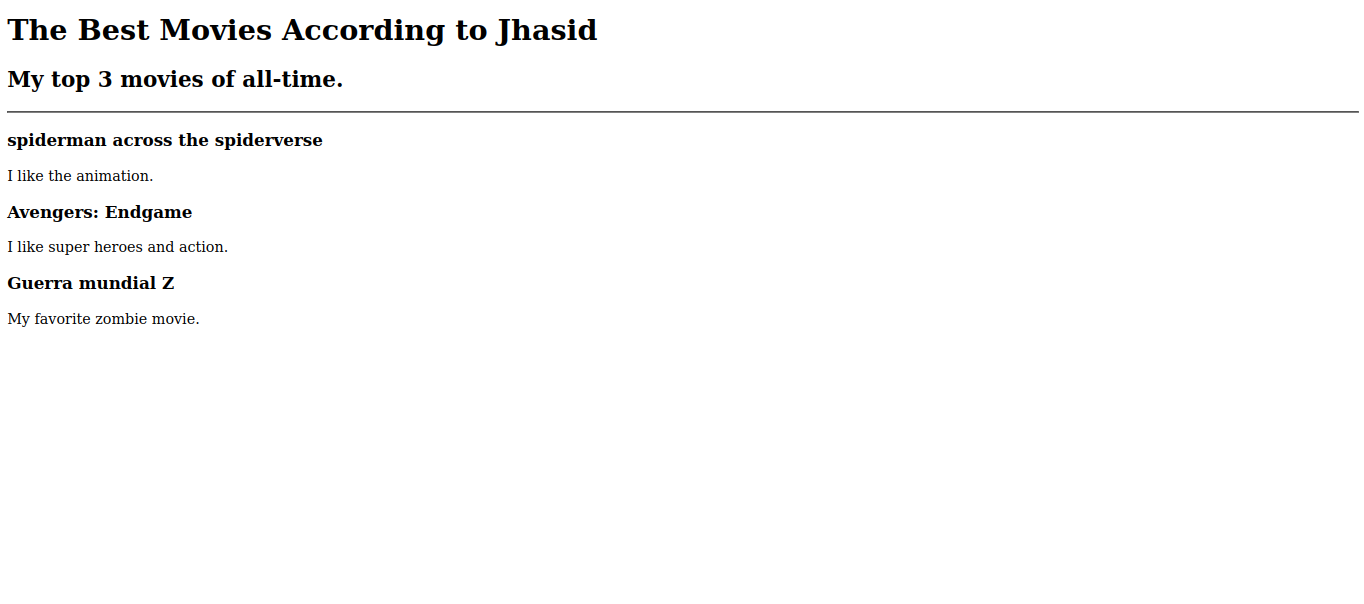 The Best Movies According to Jhasid
My top 3 movies of all-time.
spiderman across the spiderverse
I like the animation.
Avengers: Endgame
I like super heroes and action.
Guerra mundial Z
My favorite zombie movie.